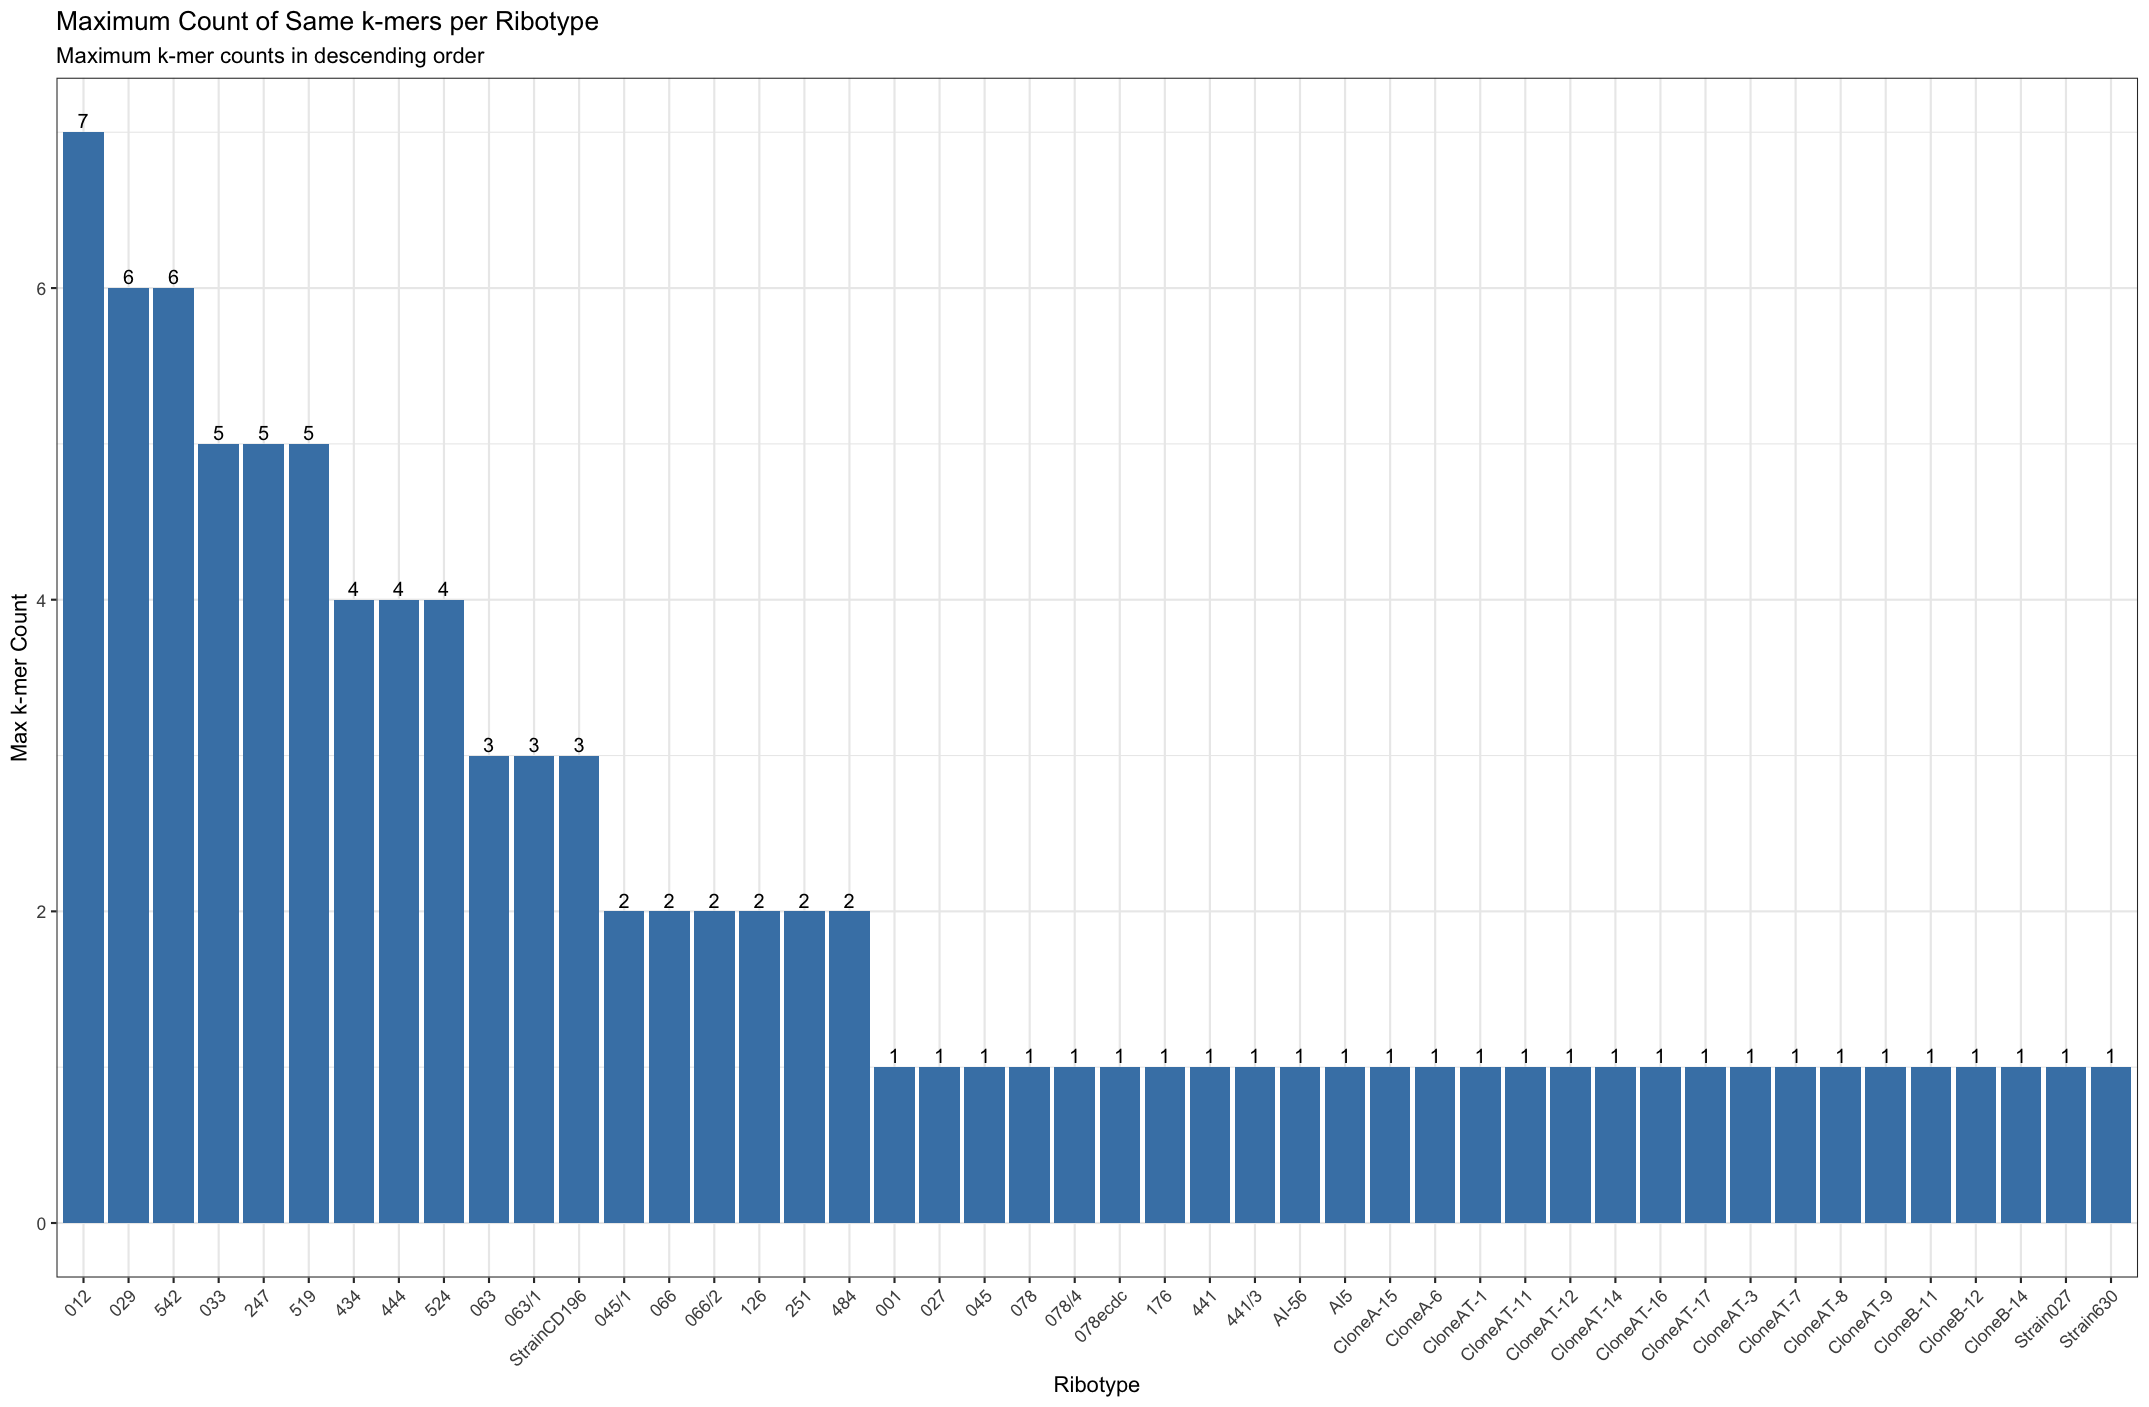 Maximum Count of Same k-mers per Ribotype
Maximum k-mer counts in descending order
Max k-mer Count
6
4
2
0
7 6 6 5 5 5 4 4 4 3 3 3 2 2 2 2 2 2 1 1 1 1 1 1 1 1 1 1 1 1 1 1 1 1 1 1 1 1 1 1 1 1 1 1 1 1
012 029 542 033 247 519 434 444 524 063 063/1 StrainCD196 045/1 066 066/2 126 251 484 001 027 045 078 078/4 078ecdc 176 441 441/3 AI-56 AI5 CloneA-15 CloneA-6 CloneAT-1 CloneAT-11 CloneAT-12 CloneAT-14 CloneAT-16 CloneAT-17 CloneAT-3 CloneAT-7 CloneAT-8 CloneAT-9 CloneB-11 CloneB-12 CloneB-14 Strain027 Strain630
Ribotype